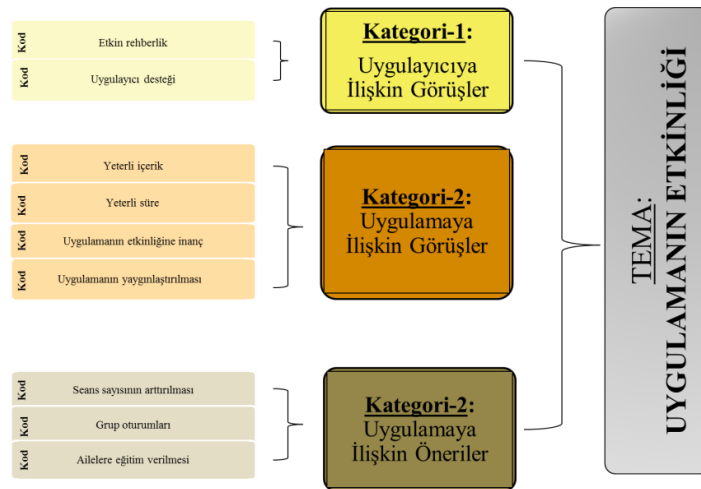 Kod
Etkin rehberlik
Kod
Uygulayıcı desteği
Kategori-1:
Uygulayıcıya
İlişkin Görüşler
Kod
Yeterli içerik
Kod
Yeterli süre
Kod
Uygulamanın etkinliğine inanç
Kod
Uygulamanın yaygınlaştırılması
Kategori-2:
Uygulamaya
İlişkin Görüşler
Kod
Seans sayısının arttırılması
Kod
Grup oturumları
Kod
Ailelere eğitim verilmesi
Kategori-2:
Uygulamaya
İlişkin Öneriler
TEMA:
UYGULAMANIN ETKİNLİĞİ